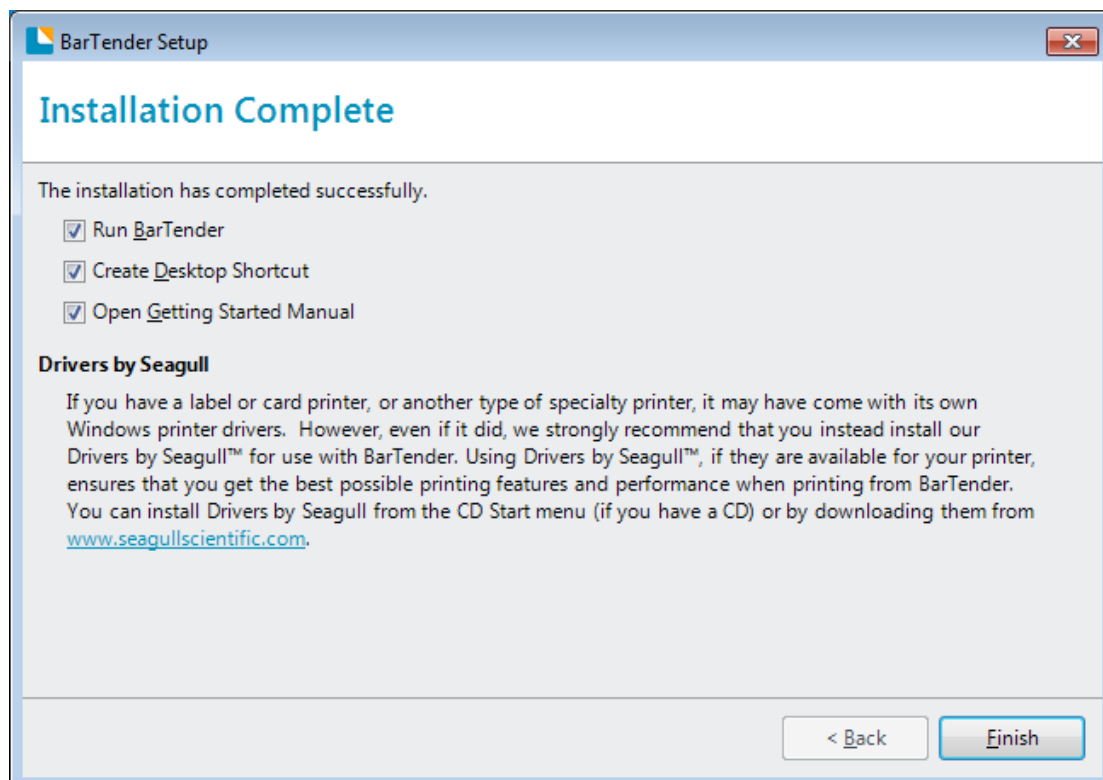 BarTender Setup
Installation Complete
The installation has completed successfully.
Run BarTender
Create Desktop Shortcut
Open Getting Started Manual
Drivers by Seagull
If you have a label or card printer, or another type of specialty printer, it may have come with its own
Windows printer drivers.  However, even if it did, we strongly recommend that you instead install our
Drivers by Seagull™ for use with BarTender. Using Drivers by Seagull™, if they are available for your printer,
ensures that you get the best possible printing features and performance when printing from BarTender.
You can install Drivers by Seagull from the CD Start menu (if you have a CD) or by downloading them from
www.seagullscientific.com.
< Back
Finish